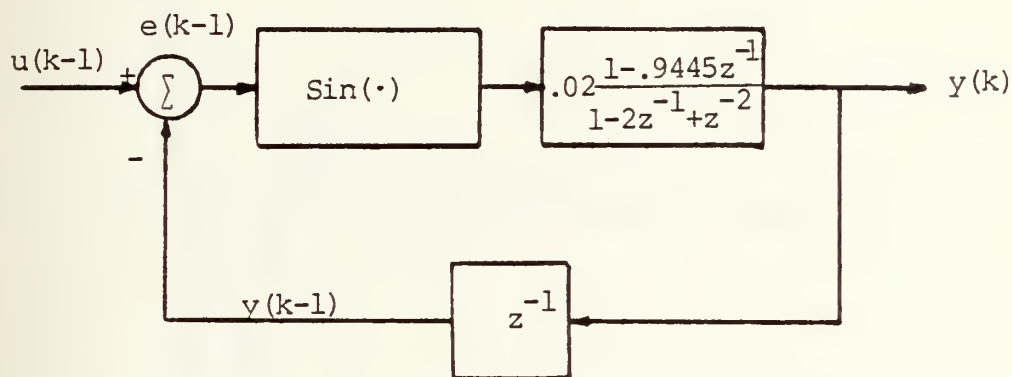 e(k-1)
u(k-1)
+
Σ
-
Sin(·)
.02 1-.9445z⁻¹
1-2z⁻¹+z⁻²
y(k)
y(k-1)
z⁻¹